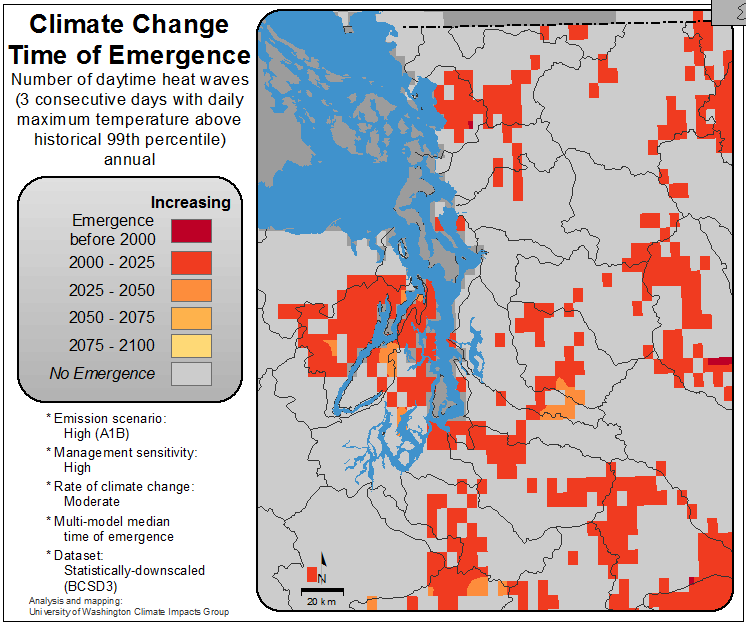 Climate Change
Time of Emergence
Number of daytime heat waves
(3 consecutive days with daily
maximum temperature above
historical 99th percentile)
annual
Increasing
Emergence
before 2000
2000 - 2025
2025 - 2050
2050 - 2075
2075 - 2100
No Emergence
* Emission scenario:
High (A1B)
* Management sensitivity:
High
* Rate of climate change:
Moderate
* Multi-model median
time of emergence
* Dataset:
Statistically-downscaled
(BCSD3)
Analysis and mapping:
University of Washington Climate Impacts Group
N
20 km